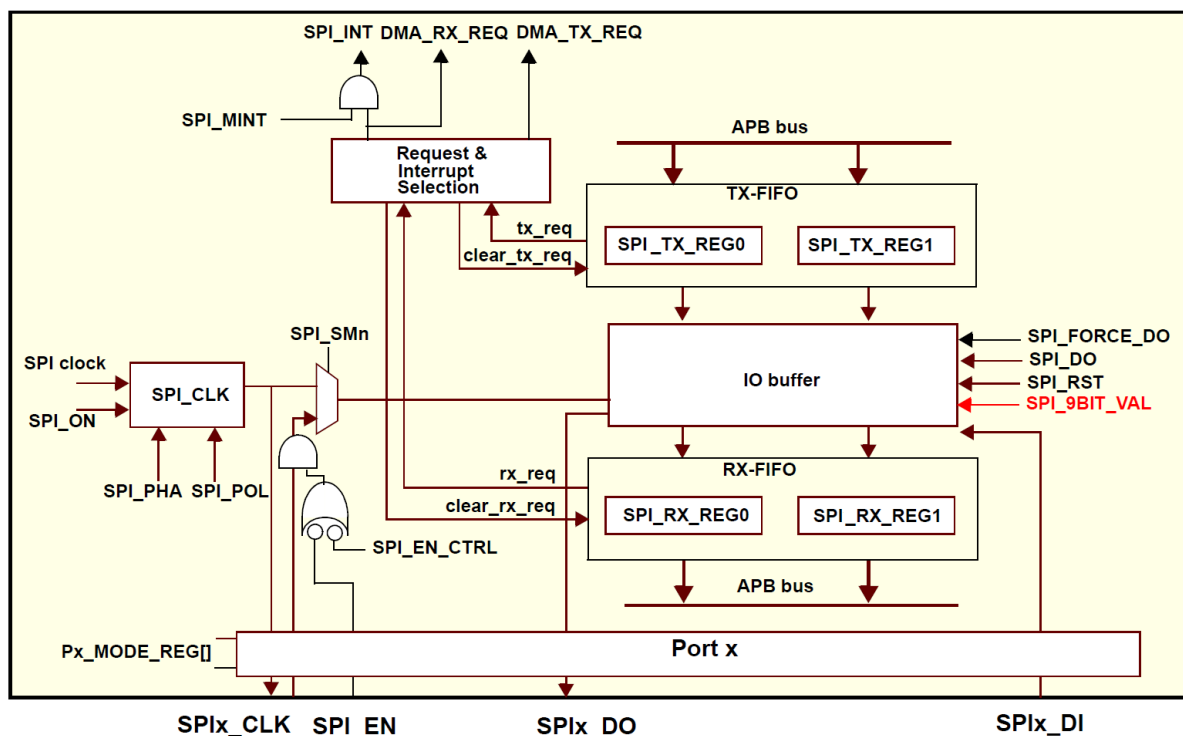 SPI_INT DMA_RX_REQ DMA_TX_REQ
SPI_MINT
APB bus
Request &
Interrupt
Selection
TX-FIFO
tx_req
SPI_TX_REG0 SPI_TX_REG1
clear_tx_req
SPI_SMn
SPI_FORCE_DO
SPI clock
SPI_DO
SPI_CLK
IO buffer
SPI_RST
SPI_9BIT_VAL
SPI_ON
RX-FIFO
rx_req
SPI_PHA SPI_POL
clear_rx_req
SPI_RX_REG0 SPI_RX_REG1
SPI_EN_CTRL
APB bus
Px_MODE_REG[]
Port x
SPIx_CLK SPI_EN SPIx_DO SPIx_DI